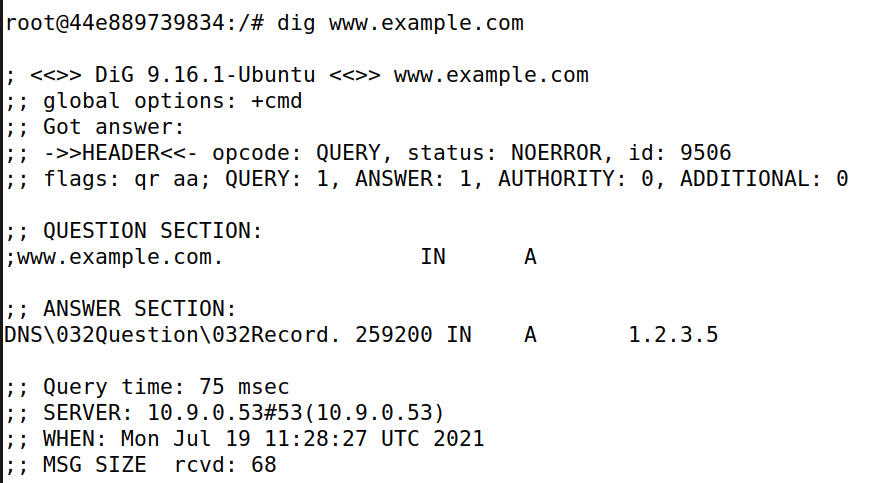 root@44e889739834:/# dig www.example.com
; <<>> DiG 9.16.1-Ubuntu <<>> www.example.com
;; global options: +cmd
;; Got answer:
;; ->>HEADER<<- opcode: QUERY, status: NOERROR, id: 9506
;; flags: qr aa; QUERY: 1, ANSWER: 1, AUTHORITY: 0, ADDITIONAL: 0
;; QUESTION SECTION:
;www.example.com. IN A
;; ANSWER SECTION:
DNS\032Question\032Record. 259200 IN A 1.2.3.5
;; Query time: 75 msec
;; SERVER: 10.9.0.53#53(10.9.0.53)
;; WHEN: Mon Jul 19 11:28:27 UTC 2021
;; MSG SIZE rcvd: 68